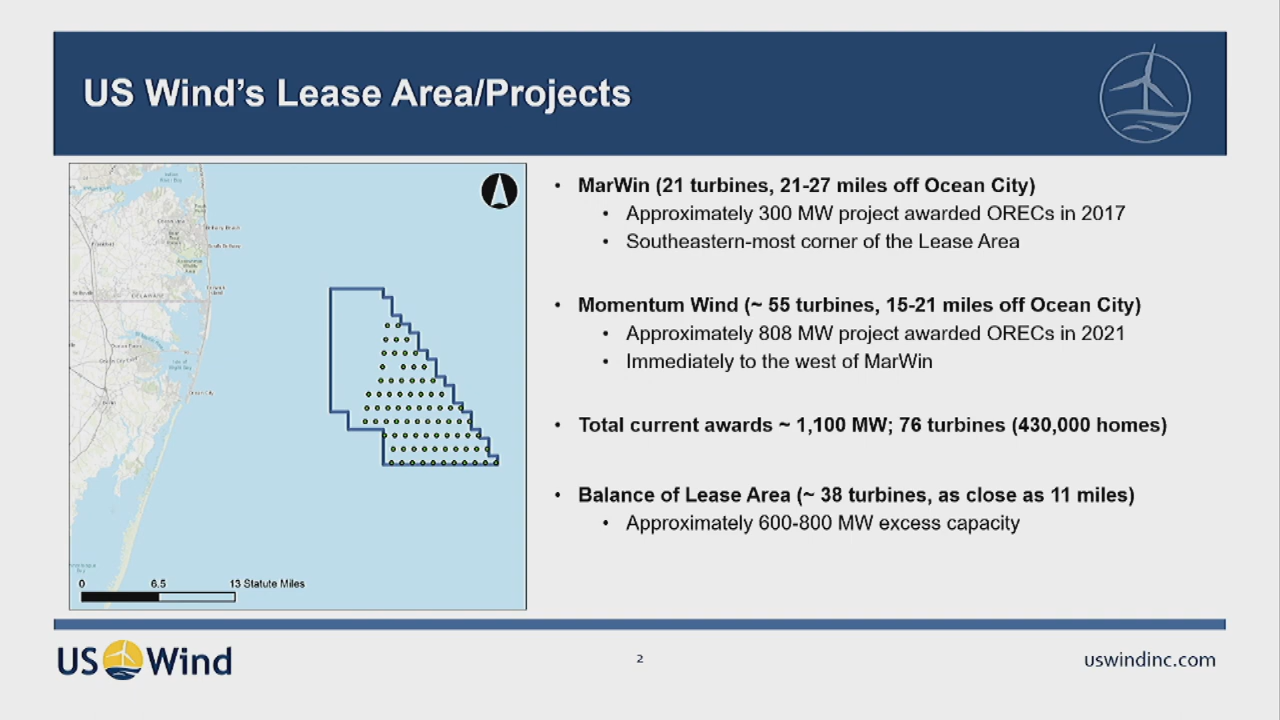 US Wind's Lease Area/Projects
• MarWin (21 turbines, 21-27 miles off Ocean City)
• Approximately 300 MW project awarded ORECs in 2017
• Southeastern-most corner of the Lease Area
• Momentum Wind (~ 55 turbines, 15-21 miles off Ocean City)
• Approximately 808 MW project awarded ORECs in 2021
• Immediately to the west of MarWin
• Total current awards ~ 1,100 MW; 76 turbines (430,000 homes)
• Balance of Lease Area (~ 38 turbines, as close as 11 miles)
• Approximately 600-800 MW excess capacity
DELAWARE
Ocean City
0 6.5 13 Statute Miles
US Wind
2
uswindinc.com